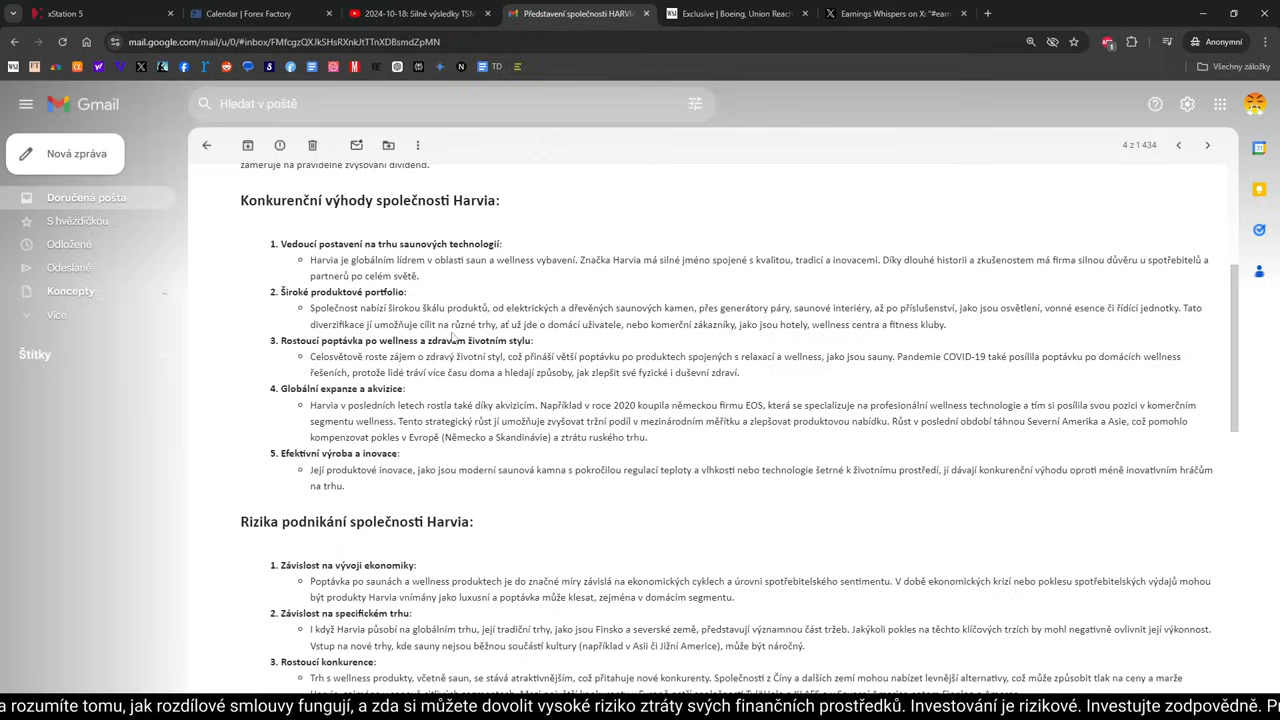 xStation 5
Calendar | Forex Factory
2024-10-18: Silné výsledky TSM
Představení společnosti HARVIA
Exclusive | Boeing, Union Reach
Earnings Whispers on X: "#earn
mail.google.com/mail/u/0/#inbox/FMfcgzQXJkSHsRXnkJtTTnXDBsmdZpMN
Anonymní
TD
Všechny záložky
Gmail
Hledat v poště
Nová zpráva
4 z 1 434
Doručená pošta
S hvězdičkou
Odložené
Odeslané
Koncepty
Více
Štítky
zaměřuje na pravidelné zvyšování dividend.
Konkurenční výhody společnosti Harvia:
1. Vedoucí postavení na trhu saunových technologií:
Harvia je globálním lídrem v oblasti saun a wellness vybavení. Značka Harvia má silné jméno spojené s kvalitou, tradicí a inovacemi. Díky dlouhé historii a zkušenostem má firma silnou důvěru u spotřebitelů a
partnerů po celém světě.
2. Široké produktové portfolio:
Společnost nabízí širokou škálu produktů, od elektrických a dřevěných saunových kamen, přes generátory páry, saunové interiéry, až po příslušenství, jako jsou osvětlení, vonné esence či řídící jednotky. Tato
diverzifikace jí umožňuje cílit na různé trhy, ať už jde o domácí uživatele, nebo komerční zákazníky, jako jsou hotely, wellness centra a fitness kluby.
3. Rostoucí poptávka po wellness a zdravém životním stylu:
Celosvětově roste zájem o zdravý životní styl, což přináší větší poptávku po produktech spojených s relaxací a wellness, jako jsou sauny. Pandemie COVID-19 také posílila poptávku po domácích wellness
řešeních, protože lidé tráví více času doma a hledají způsoby, jak zlepšit své fyzické i duševní zdraví.
4. Globální expanze a akvizice:
Harvia v posledních letech rostla také díky akvizicím. Například v roce 2020 koupila německou firmu EOS, která se specializuje na profesionální wellness technologie a tím si posílila svou pozici v komerčním
segmentu wellness. Tento strategický růst jí umožňuje zvyšovat tržní podíl v mezinárodním měřítku a zlepšovat produktovou nabídku. Růst v poslední období táhnou Severní Amerika a Asie, což pomohlo
kompenzovat pokles v Evropě (Německo a Skandinávie) a ztrátu ruského trhu.
5. Efektivní výroba a inovace:
Její produktové inovace, jako jsou moderní saunová kamna s pokročilou regulací teploty a vlhkosti nebo technologie šetrné k životnímu prostředí, jí dávají konkurenční výhodu oproti méně inovativním hráčům
na trhu.
Rizika podnikání společnosti Harvia:
1. Závislost na vývoji ekonomiky:
Poptávka po saunách a wellness produktech je do značné míry závislá na ekonomických cyklech a úrovni spotřebitelského sentimentu. V době ekonomických krizí nebo poklesu spotřebitelských výdajů mohou
být produkty Harvia vnímány jako luxusní a poptávka může klesat, zejména v domácím segmentu.
2. Závislost na specifickém trhu:
I když Harvia působí na globálním trhu, její tradiční trhy, jako jsou Finsko a severské země, představují významnou část tržeb. Jakýkoli pokles na těchto klíčových trzích by mohl negativně ovlivnit její výkonnost.
Vstup na nové trhy, kde sauny nejsou běžnou součástí kultury (například v Asii či Jižní Americe), může být náročný.
3. Rostoucí konkurence:
Trh s wellness produkty, včetně saun, se stává atraktivnějším, což přitahuje nové konkurenty. Společnosti z Číny a dalších zemí mohou nabízet levnější alternativy, což může způsobit tlak na ceny a marže
a rozumíte tomu, jak rozdílové smlouvy fungují, a zda si můžete dovolit vysoké riziko ztráty svých finančních prostředků. Investování je rizikové. Investujte zodpovědně. P